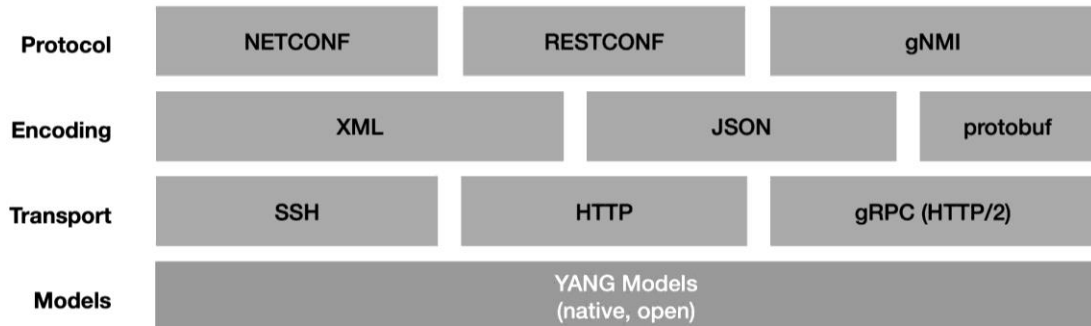 Protocol NETCONF RESTCONF gNMI
Encoding XML JSON protobuf
Transport SSH HTTP gRPC (HTTP/2)
Models YANG Models
(native, open)